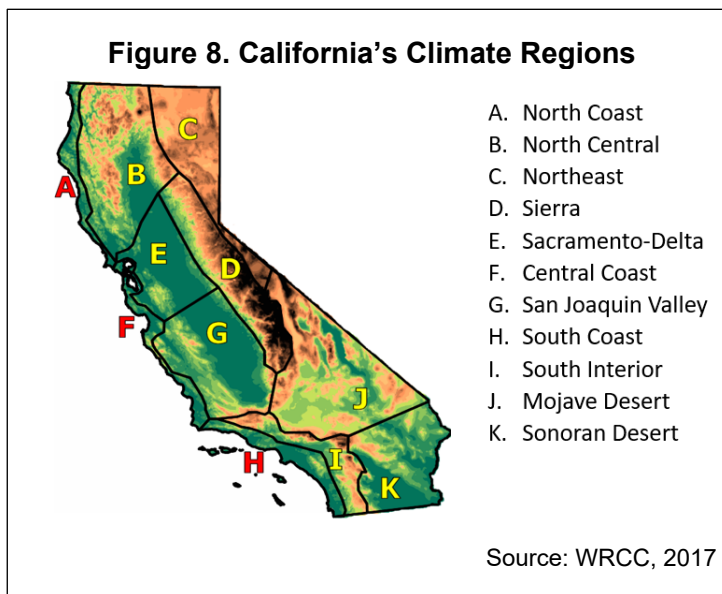 Figure 8. California's Climate Regions
A. North Coast
B. North Central
C. Northeast
D. Sierra
E. Sacramento-Delta
F. Central Coast
G. San Joaquin Valley
H. South Coast
I. South Interior
J. Mojave Desert
K. Sonoran Desert
C
B
A
E
D
F
G
J
H
I
K
Source: WRCC, 2017